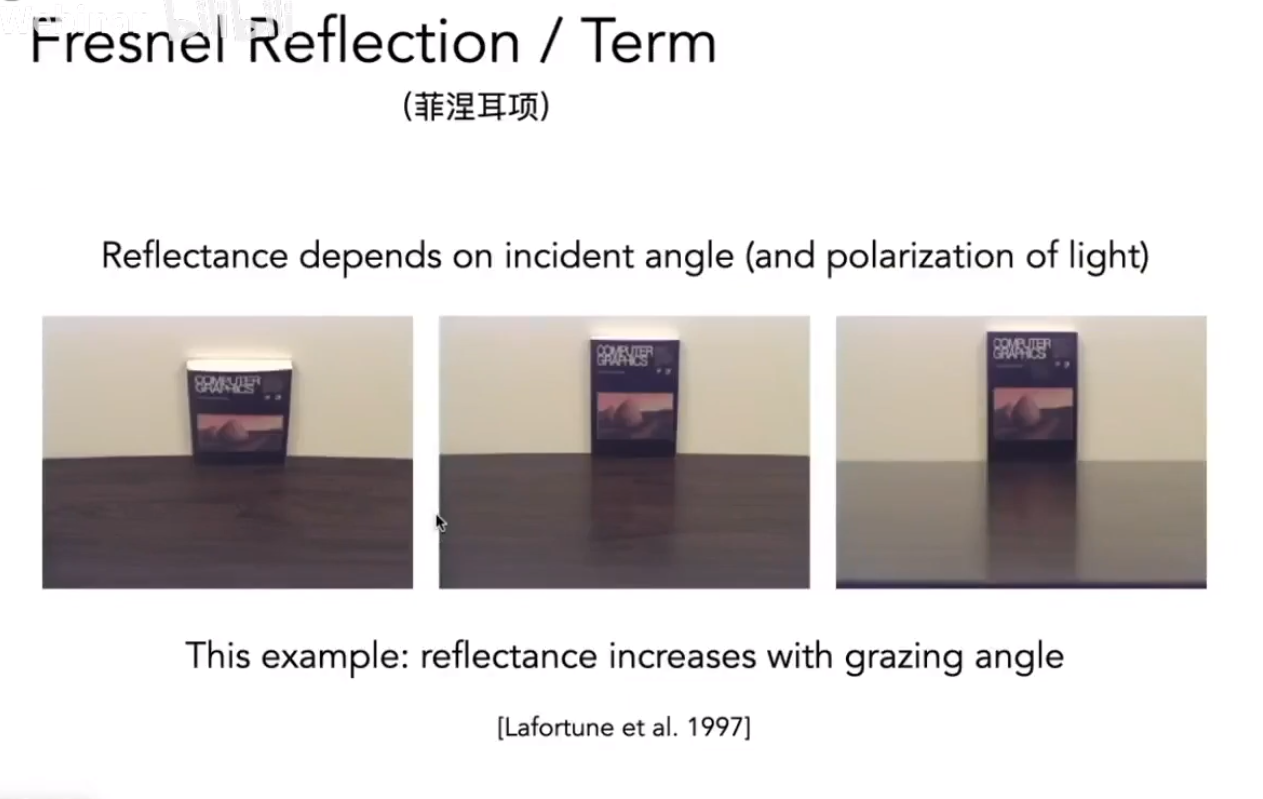 Fresnel Reflection / Term
(菲涅耳项)
Reflectance depends on incident angle (and polarization of light)
COMPUTER
GRAPHICS
COMPUTER
GRAPHICS
COMPUTER
GRAPHICS
This example: reflectance increases with grazing angle
[Lafortune et al. 1997]